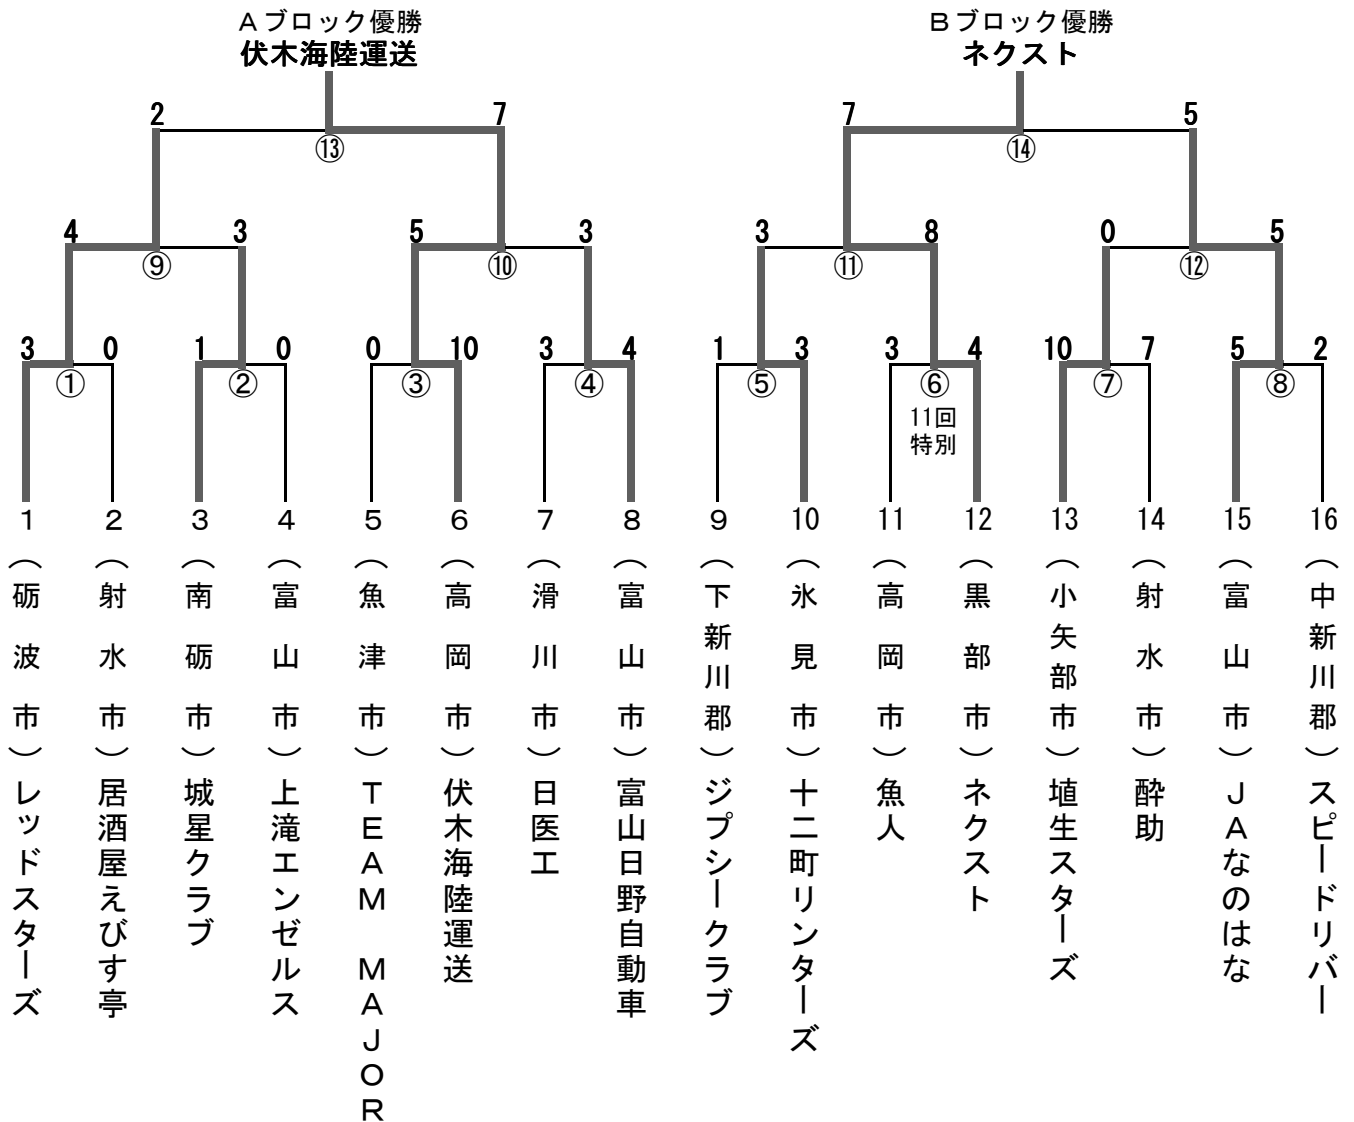 Ａブロック優勝
伏木海陸運送
Ｂブロック優勝
ネクスト
2 7 7 5
⑬ ⑭
4 3 5 3 3 8 0 5
⑨ ⑩ ⑪ ⑫
3 0 1 0 0 10 3 4 1 3 3 4 10 7 5 2
① ② ③ ④ ⑤ ⑥ ⑦ ⑧
11回
特別
1 2 3 4 5 6 7 8 9 10 11 12 13 14 15 16
（砺波市）レッドスターズ
（射水市）居酒屋えびす亭
（南砺市）城星クラブ
（富山市）上滝エンゼルス
（魚津市）ＴＥＡＭ　ＭＡＪＯＲ
（高岡市）伏木海陸運送
（滑川市）日医工
（富山市）富山日野自動車
（下新川郡）ジプシークラブ
（氷見市）十二町リンターズ
（高岡市）魚人
（黒部市）ネクスト
（小矢部市）埴生スターズ
（射水市）酔助
（富山市）ＪＡなのはな
（中新川郡）スピードリバー